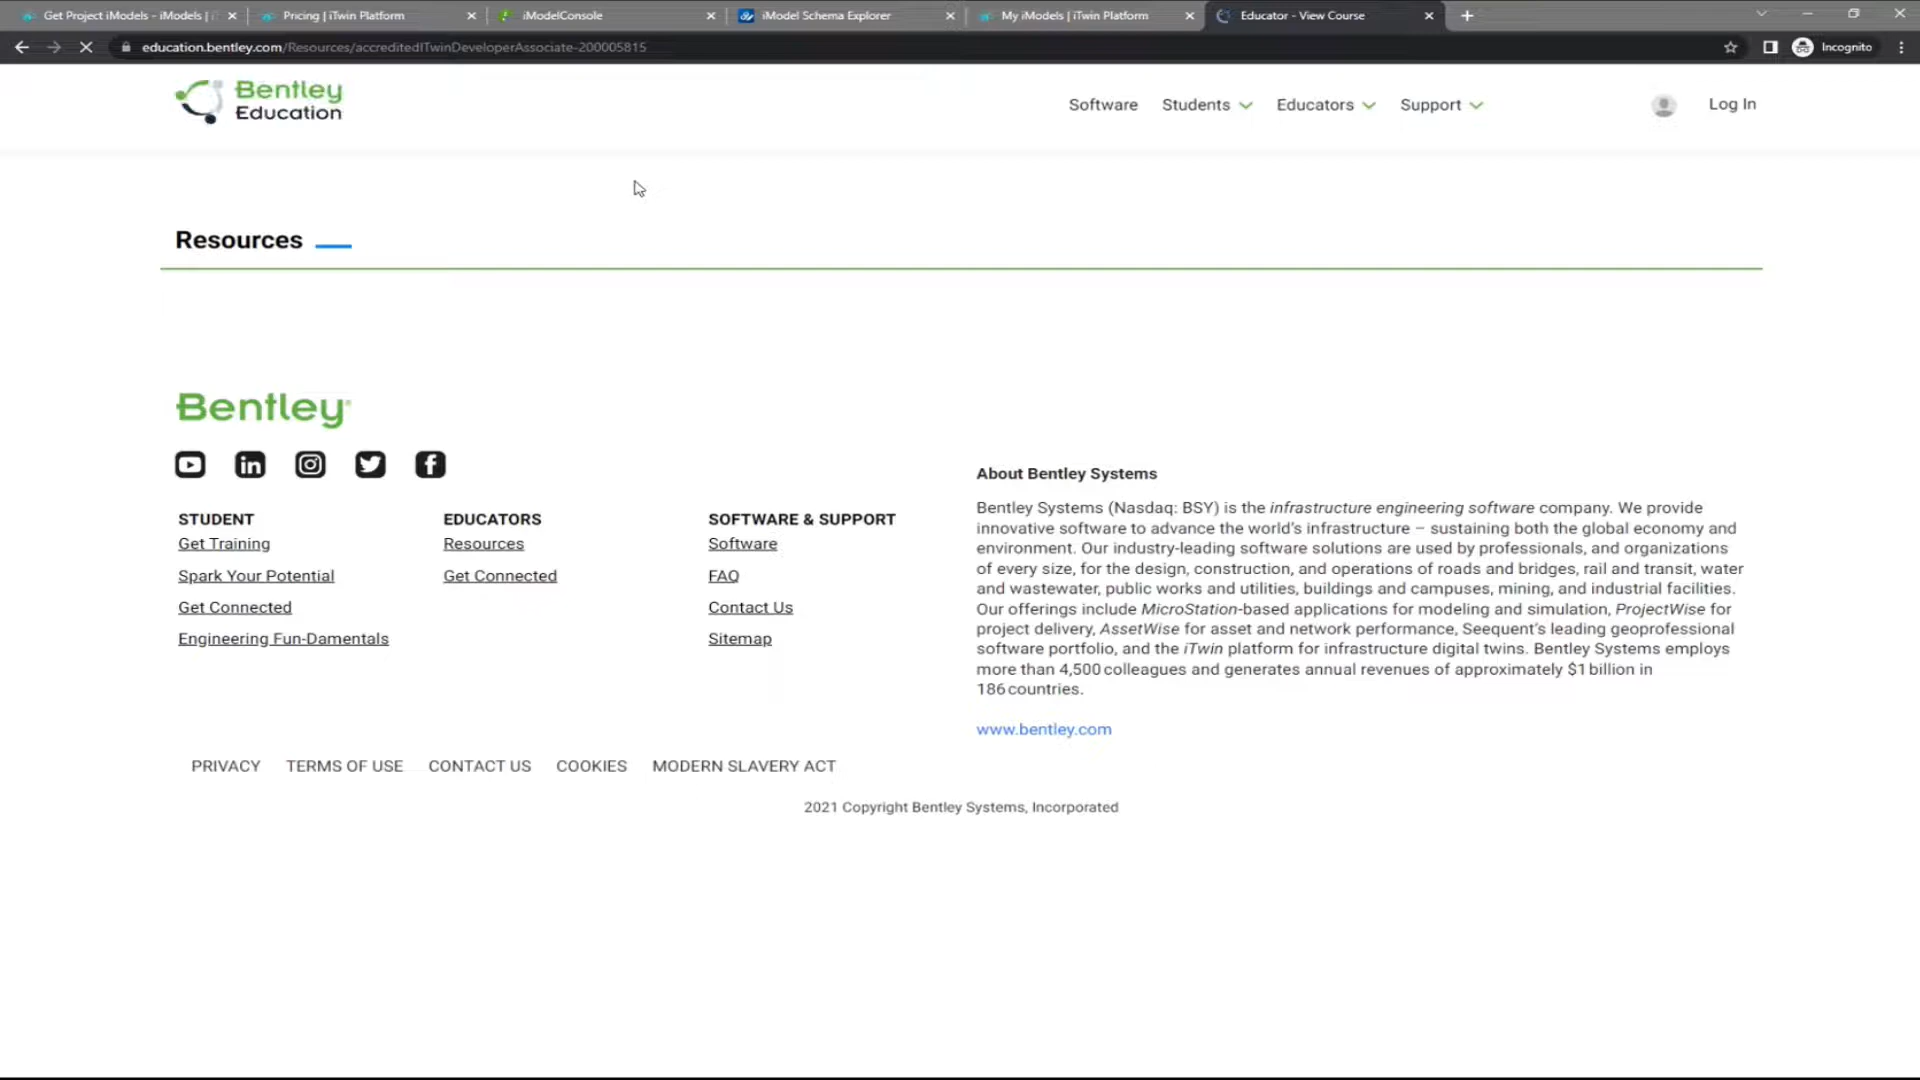 Get Project iModels - iModels |
Pricing | iTwin Platform
iModelConsole
iModel Schema Explorer
My iModels | iTwin Platform
Educator - View Course
education.bentley.com/Resources/accreditedITwinDeveloperAssociate-200005815
Incognito
Bentley
Education
Software
Students
Educators
Support
Log In
Resources
Bentley
STUDENT
Get Training
Spark Your Potential
Get Connected
Engineering Fun-Damentals
EDUCATORS
Resources
Get Connected
SOFTWARE & SUPPORT
Software
FAQ
Contact Us
Sitemap
About Bentley Systems
Bentley Systems (Nasdaq: BSY) is the infrastructure engineering software company. We provide
innovative software to advance the world's infrastructure – sustaining both the global economy and
environment. Our industry-leading software solutions are used by professionals, and organizations
of every size, for the design, construction, and operations of roads and bridges, rail and transit, water
and wastewater, public works and utilities, buildings and campuses, mining, and industrial facilities.
Our offerings include MicroStation-based applications for modeling and simulation, ProjectWise for
project delivery, AssetWise for asset and network performance, Seequent's leading geoprofessional
software portfolio, and the iTwin platform for infrastructure digital twins. Bentley Systems employs
more than 4,500 colleagues and generates annual revenues of approximately $1 billion in
186 countries.
www.bentley.com
PRIVACY
TERMS OF USE
CONTACT US
COOKIES
MODERN SLAVERY ACT
2021 Copyright Bentley Systems, Incorporated